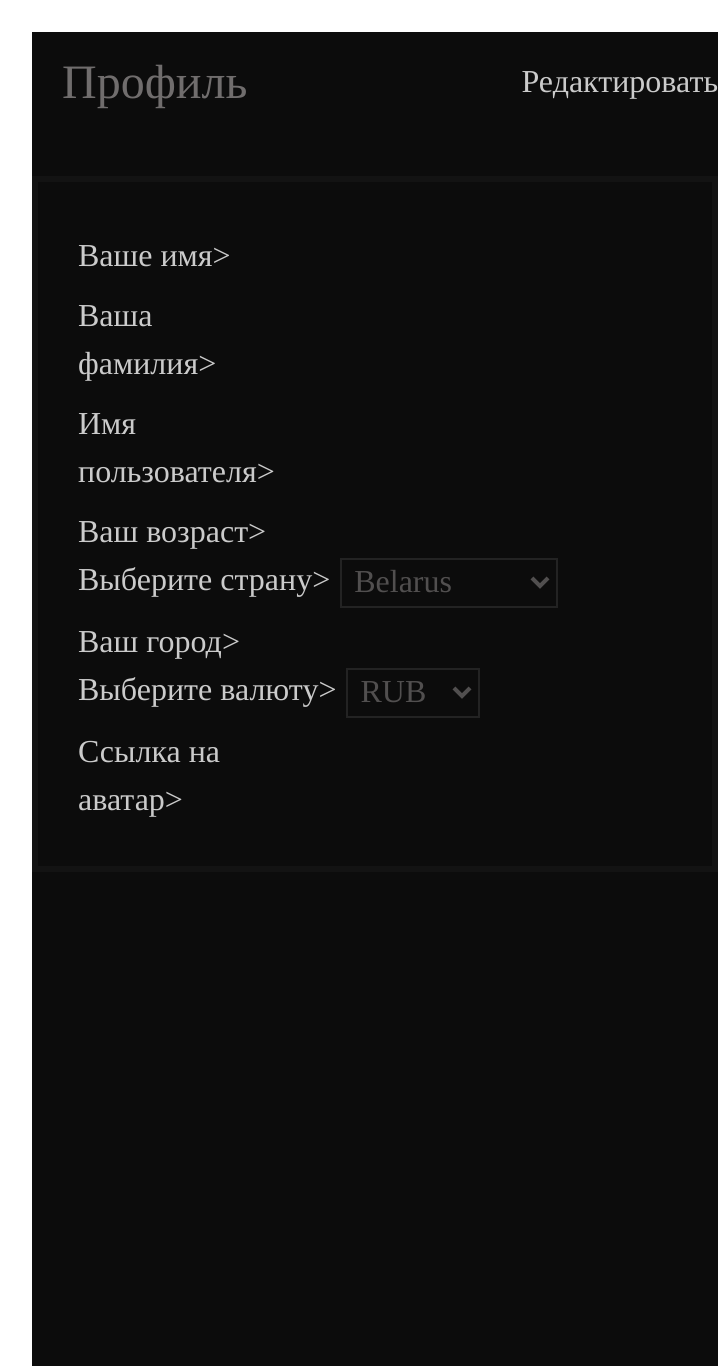 Профиль
Редактировать
Ваше имя>
Ваша
фамилия>
Имя
пользователя>
Ваш возраст>
Выберите страну> Belarus
Ваш город>
Выберите валюту> RUB
Ссылка на
аватар>